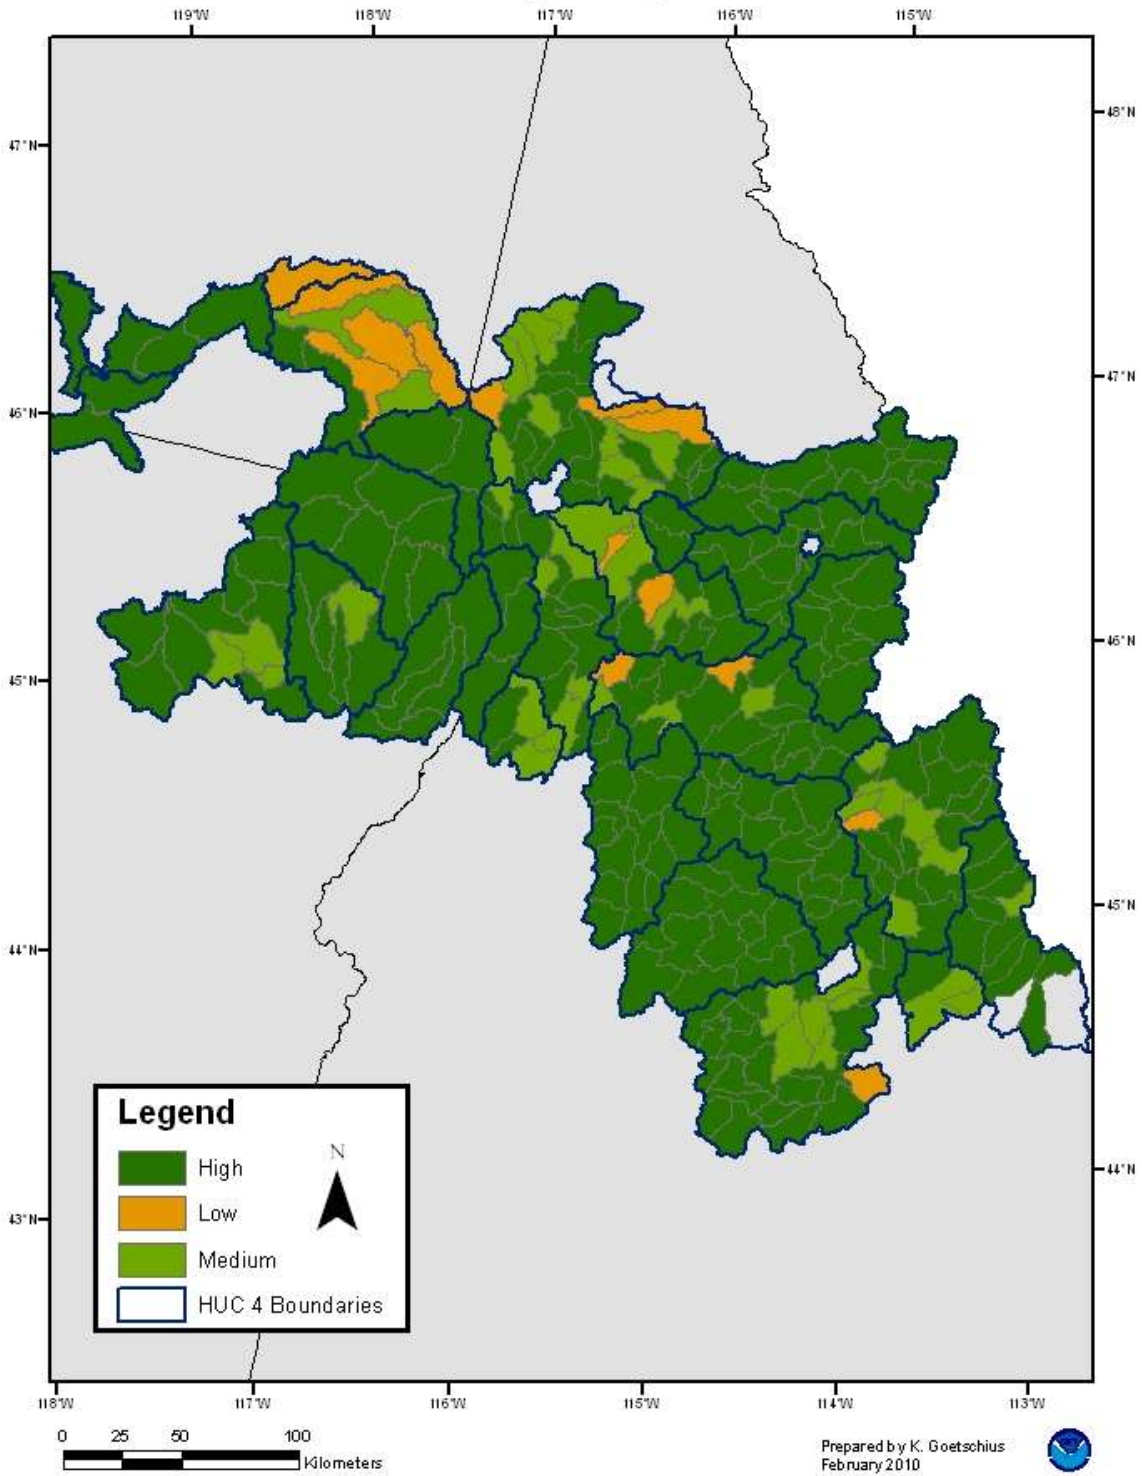 119°W 118°W 117°W 116°W 115°W
48°N
47°N
47°N
46°N
46°N
45°N
45°N
44°N
44°N
43°N
Legend
N
High
Low
Medium
HUC 4 Boundaries
118°W 117°W 116°W 115°W 114°W 113°W
0 25 50 100
Kilometers
Prepared by K. Goetschius
February 2010